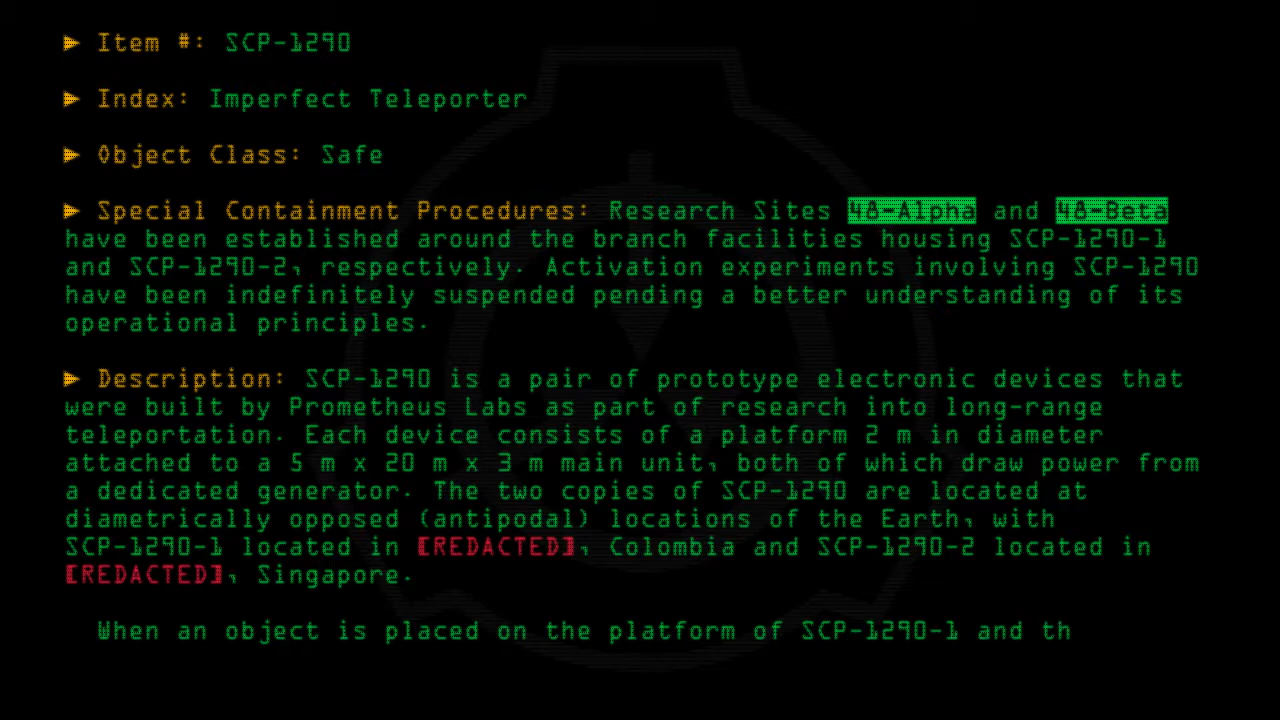 ► Item #: SCP-1290
► Index: Imperfect Teleporter
► Object Class: Safe
► Special Containment Procedures: Research Sites 48-Alpha and 48-Beta
have been established around the branch facilities housing SCP-1290-1
and SCP-1290-2, respectively. Activation experiments involving SCP-1290
have been indefinitely suspended pending a better understanding of its
operational principles.
► Description: SCP-1290 is a pair of prototype electronic devices that
were built by Prometheus Labs as part of research into long-range
teleportation. Each device consists of a platform 2 m in diameter
attached to a 5 m x 20 m x 3 m main unit, both of which draw power from
a dedicated generator. The two copies of SCP-1290 are located at
diametrically opposed (antipodal) locations of the Earth, with
SCP-1290-1 located in [REDACTED], Colombia and SCP-1290-2 located in
[REDACTED], Singapore.
When an object is placed on the platform of SCP-1290-1 and th